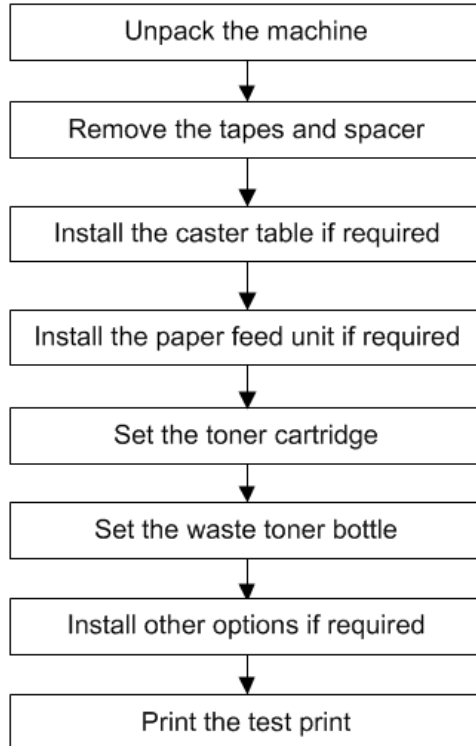 Unpack the machine
Remove the tapes and spacer
Install the caster table if required
Install the paper feed unit if required
Set the toner cartridge
Set the waste toner bottle
Install other options if required
Print the test print